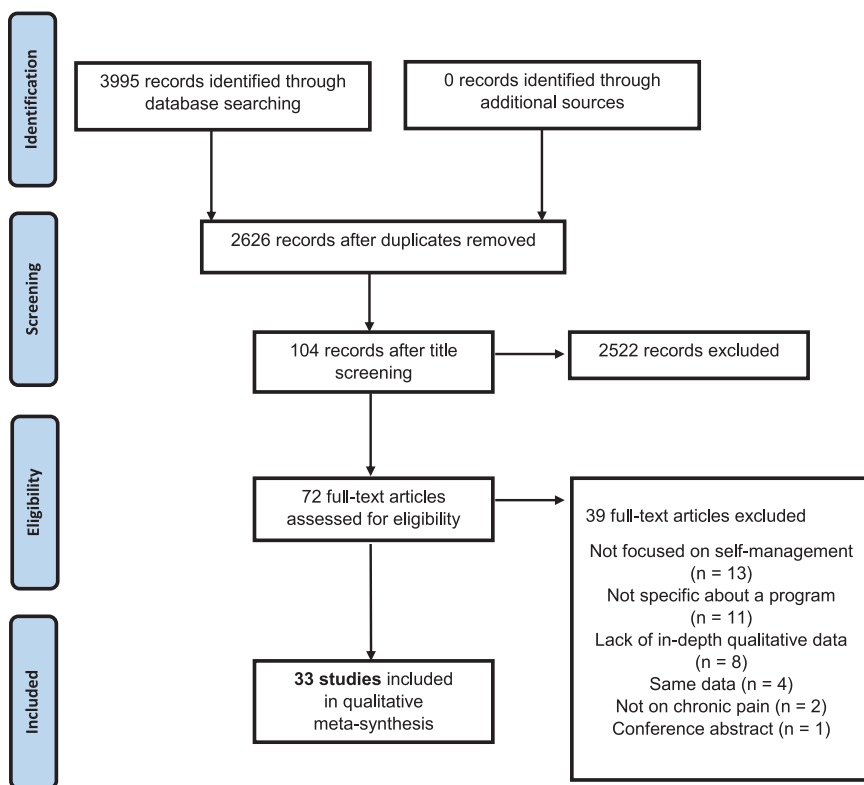 Identification
3995 records identified through
database searching
0 records identified through
additional sources
Screening
2626 records after duplicates removed
104 records after title
screening
2522 records excluded
Eligibility
72 full-text articles
assessed for eligibility
39 full-text articles excluded
Not focused on self-management
(n = 13)
Not specific about a program
(n = 11)
Lack of in-depth qualitative data
(n = 8)
Same data (n = 4)
Not on chronic pain (n = 2)
Conference abstract (n = 1)
Included
33 studies included
in qualitative
meta-synthesis